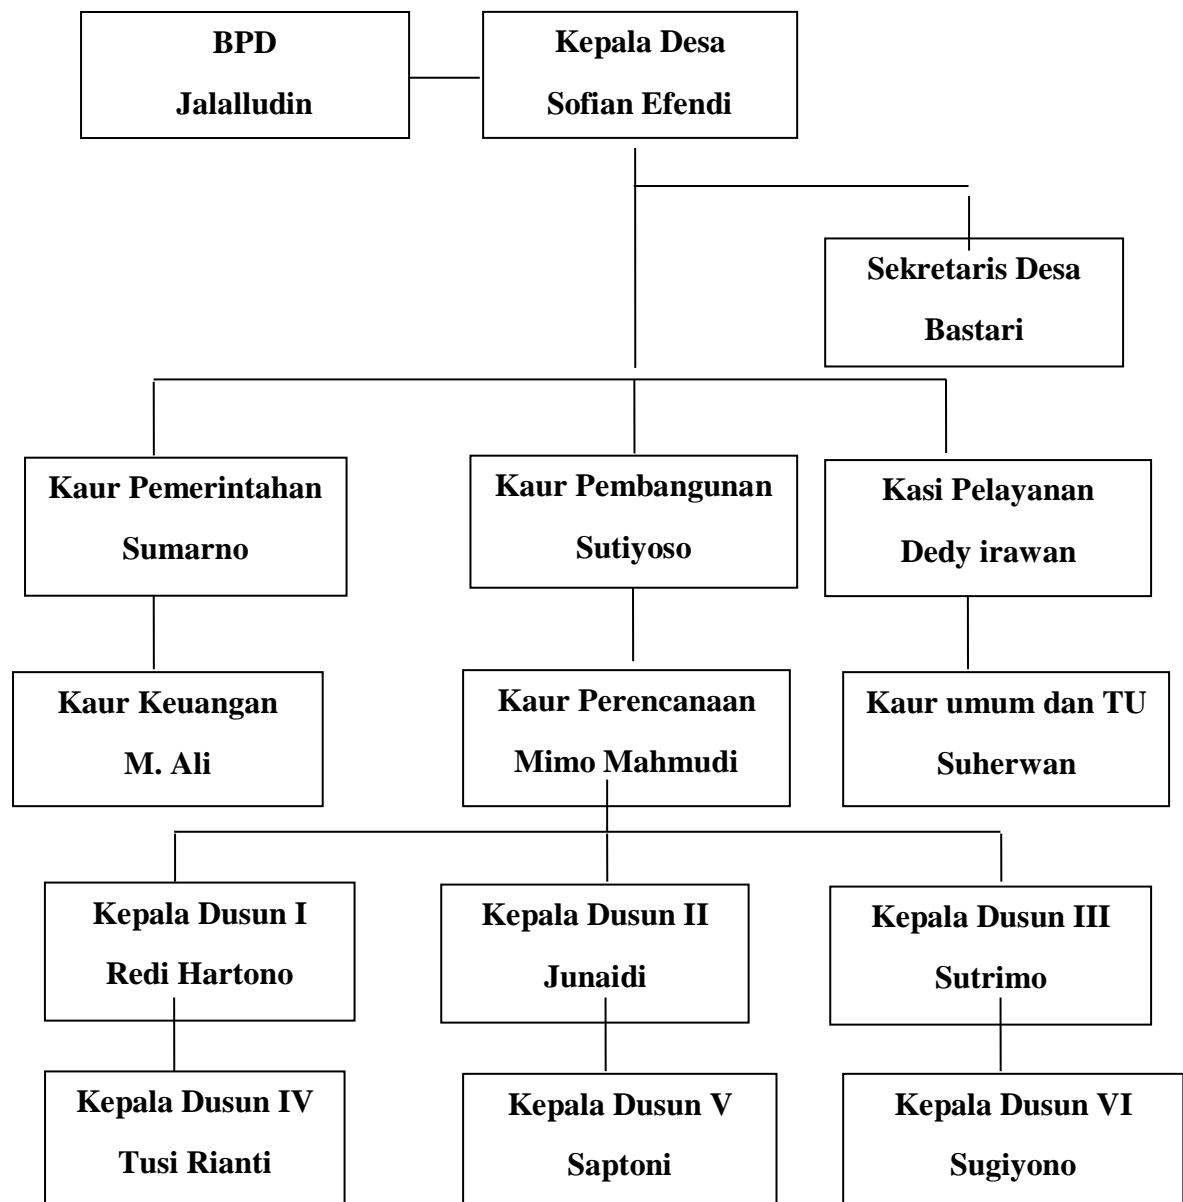 BPD
Jalalludin
Kepala Desa
Sofian Efendi
Sekretaris Desa
Bastari
Kaur Pemerintahan
Sumarno
Kaur Pembangunan
Sutiyoso
Kasi Pelayanan
Dedy irawan
Kaur Keuangan
M. Ali
Kaur Perencanaan
Mimo Mahmudi
Kaur umum dan TU
Suherwan
Kepala Dusun I
Redi Hartono
Kepala Dusun II
Junaidi
Kepala Dusun III
Sutrimo
Kepala Dusun IV
Tusi Rianti
Kepala Dusun V
Saptoni
Kepala Dusun VI
Sugiyono